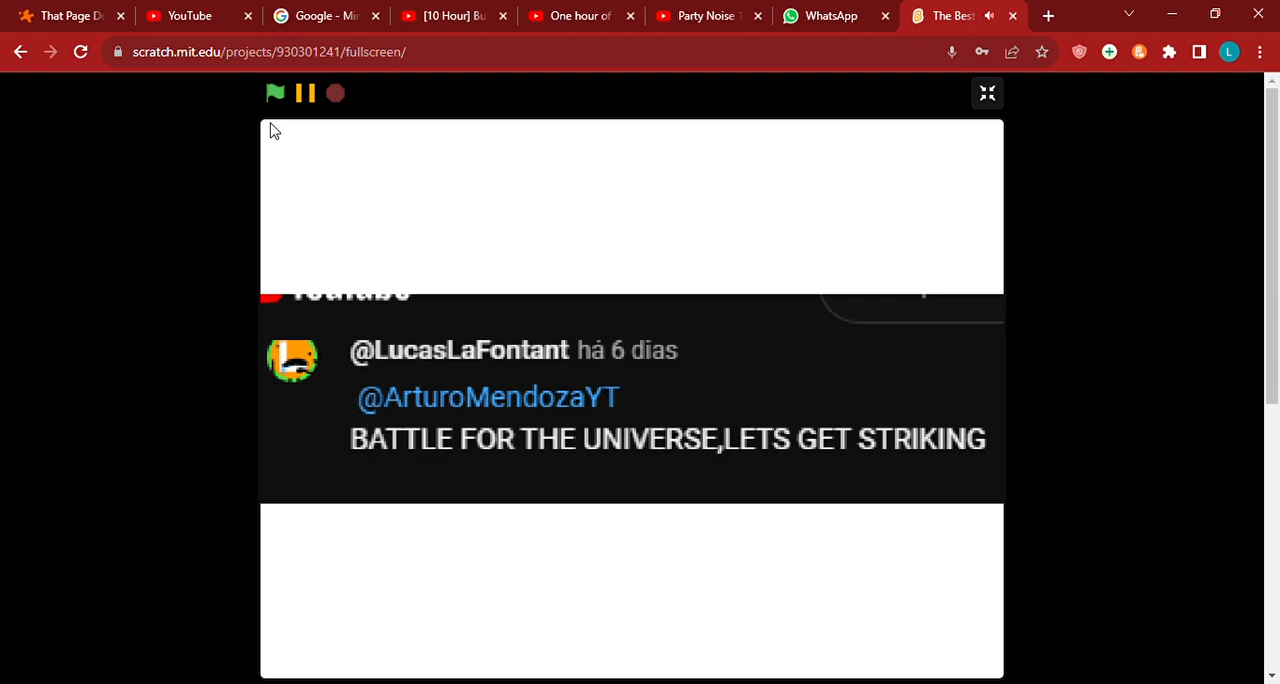 That Page D
YouTube
Google - Mi
[10 Hour] Bu
One hour of
Party Noise
WhatsApp
The Best
scratch.mit.edu/projects/930301241/fullscreen/
L
@LucasLaFontant há 6 dias
@ArturoMendozaYT
BATTLE FOR THE UNIVERSE,LETS GET STRIKING